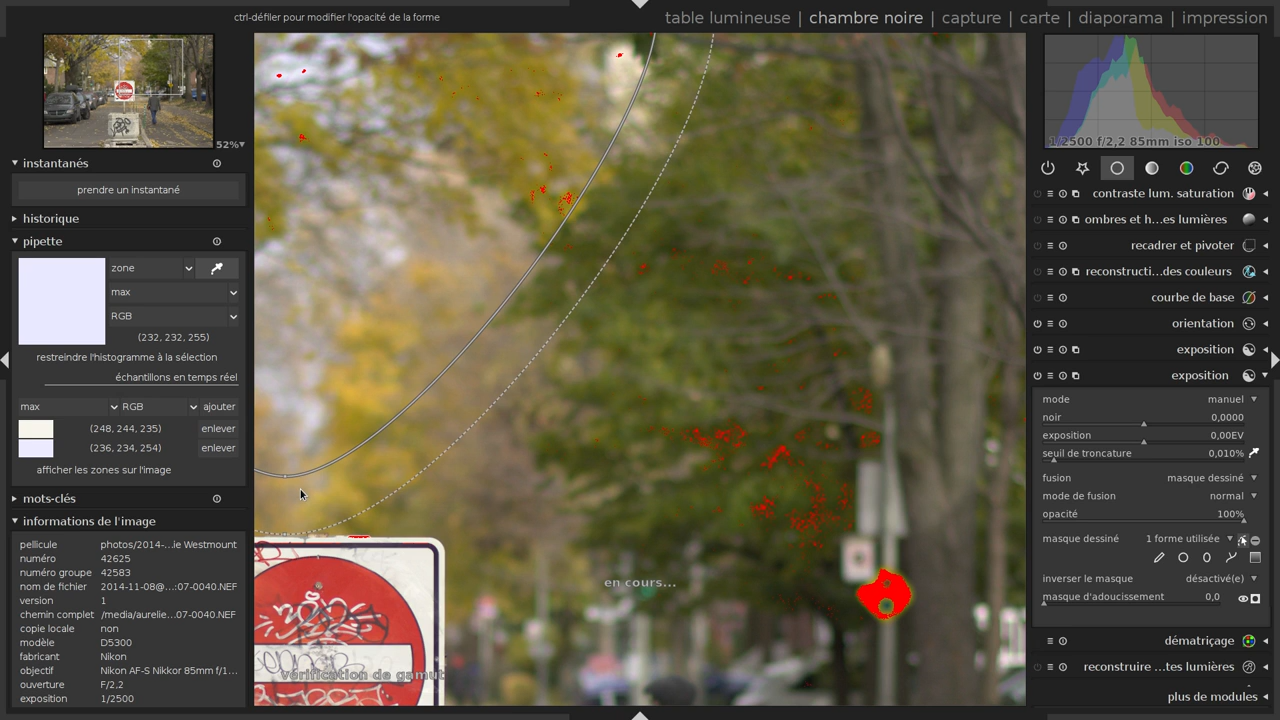 ctrl-défiler pour modifier l'opacité de la forme
table lumineuse | chambre noire | capture | carte | diaporama | impression
52%
instantanés
prendre un instantané
historique
pipette
zone
max
RGB
(232, 232, 255)
restreindre l'histogramme à la sélection
échantillons en temps réel
max RGB ajouter
(248, 244, 235) enlever
(236, 234, 254) enlever
afficher les zones sur l'image
mots-clés
informations de l'image
pellicule photos/2014-...ie Westmount
numéro 42625
numéro groupe 42583
nom de fichier 2014-11-08@...:07-0040.NEF
version 1
chemin complet /media/aurelie...07-0040.NEF
copie locale non
modèle D5300
fabricant Nikon
objectif Nikon AF-S Nikkor 85mm f/1...
ouverture F/2,2
exposition 1/2500
en cours...
vérification de gamut
1/2500 f/2,2 85mm iso 100
contraste lum. saturation
ombres et h...es lumières
recadrer et pivoter
reconstructi...des couleurs
courbe de base
orientation
exposition
exposition
mode manuel
noir 0,0000
exposition 0,00EV
seuil de troncature 0,010%
fusion masque dessiné
mode de fusion normal
opacité 100%
masque dessiné 1 forme utilisée
inverser le masque désactivé(e)
masque d'adoucissement 0,0
dématriçage
reconstruire ...tes lumières
plus de modules